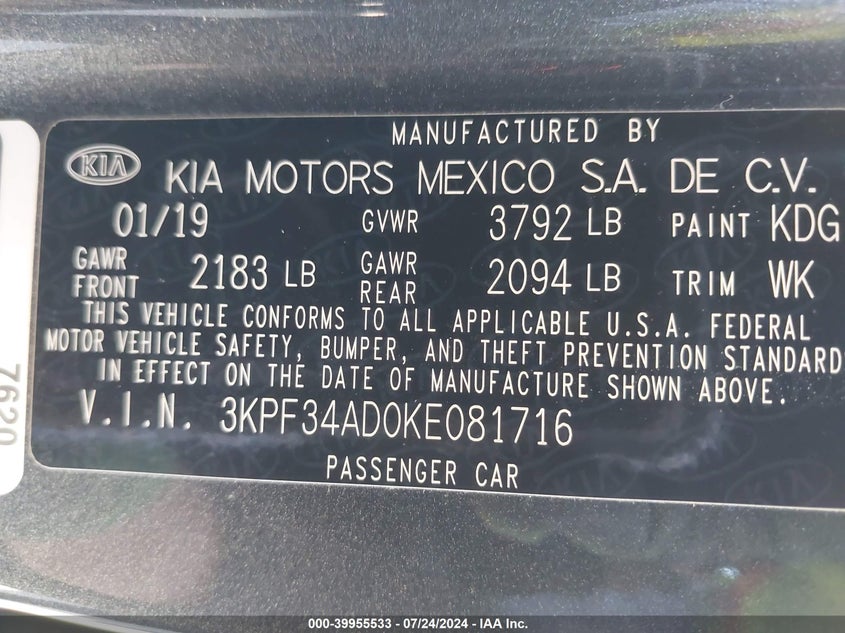 MANUFACTURED BY
KIA KIA MOTORS MEXICO S.A. DE C.V.
01/19 GVWR 3792 LB PAINT KDG
GAWR FRONT 2183 LB GAWR REAR 2094 LB TRIM WK
THIS VEHICLE CONFORMS TO ALL APPLICABLE U.S.A. FEDERAL
MOTOR VEHICLE SAFETY, BUMPER, AND THEFT PREVENTION STANDARD
IN EFFECT ON THE DATE OF MANUFACTURE SHOWN ABOVE.
V.I.N. 3KPF34AD0KE081716
PASSENGER CAR
7620
000-39955533 - 07/24/2024 - IAA Inc.